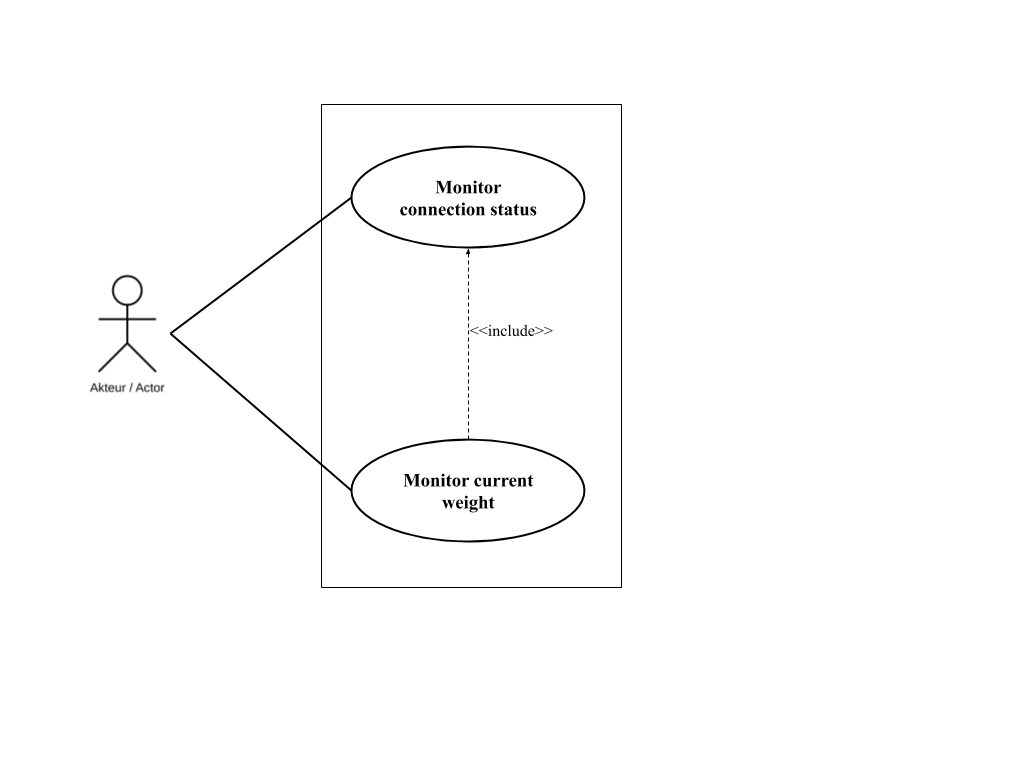 Monitor
connection status
<<include>>
Akteur / Actor
Monitor current
weight